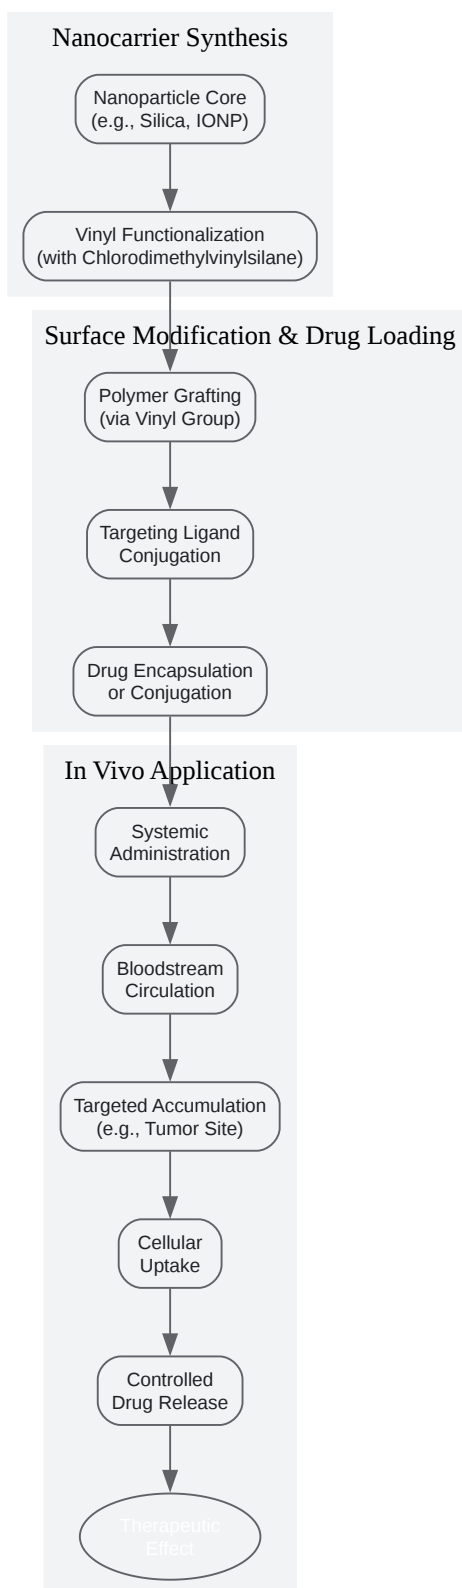 Nanocarrier Synthesis
Nanoparticle Core
(e.g., Silica, IONP)
Vinyl Functionalization
(with Chlorodimethylvinylsilane)
Surface Modification & Drug Loading
Polymer Grafting
(via Vinyl Group)
Targeting Ligand
Conjugation
Drug Encapsulation
or Conjugation
In Vivo Application
Systemic
Administration
Bloodstream
Circulation
Targeted Accumulation
(e.g., Tumor Site)
Cellular
Uptake
Controlled
Drug Release
Therapeutic
Effect